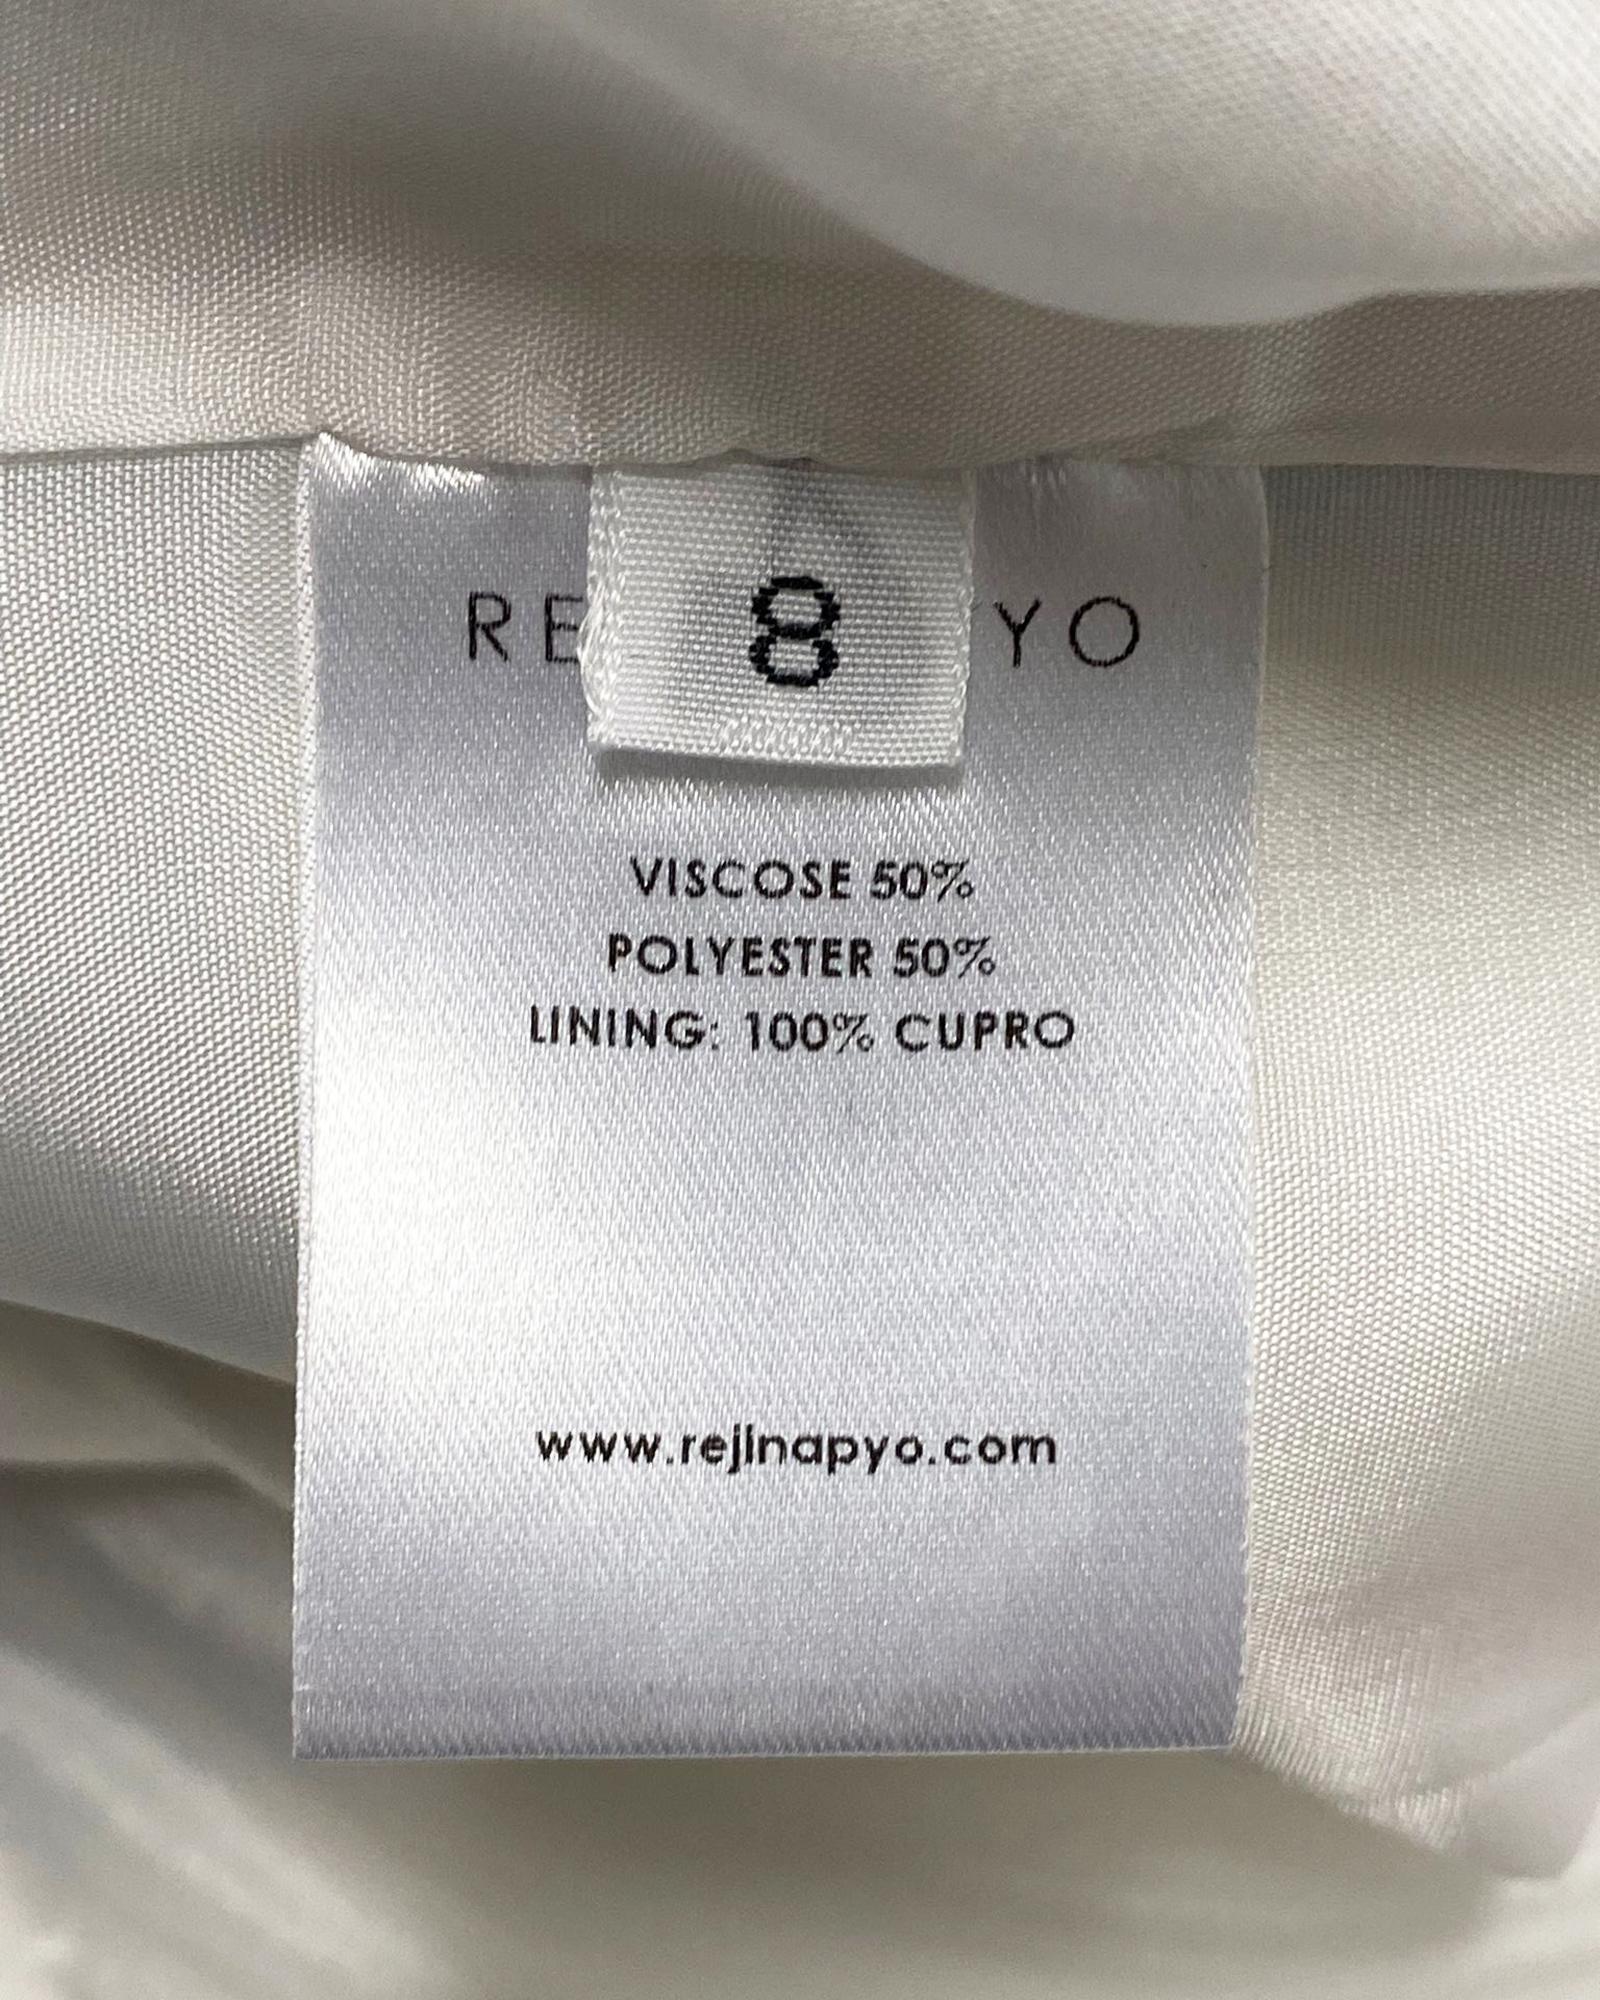 RE 8 YO
VISCOSE 50%
POLYESTER 50%
LINING: 100% CUPRO
www.rejinapyo.com